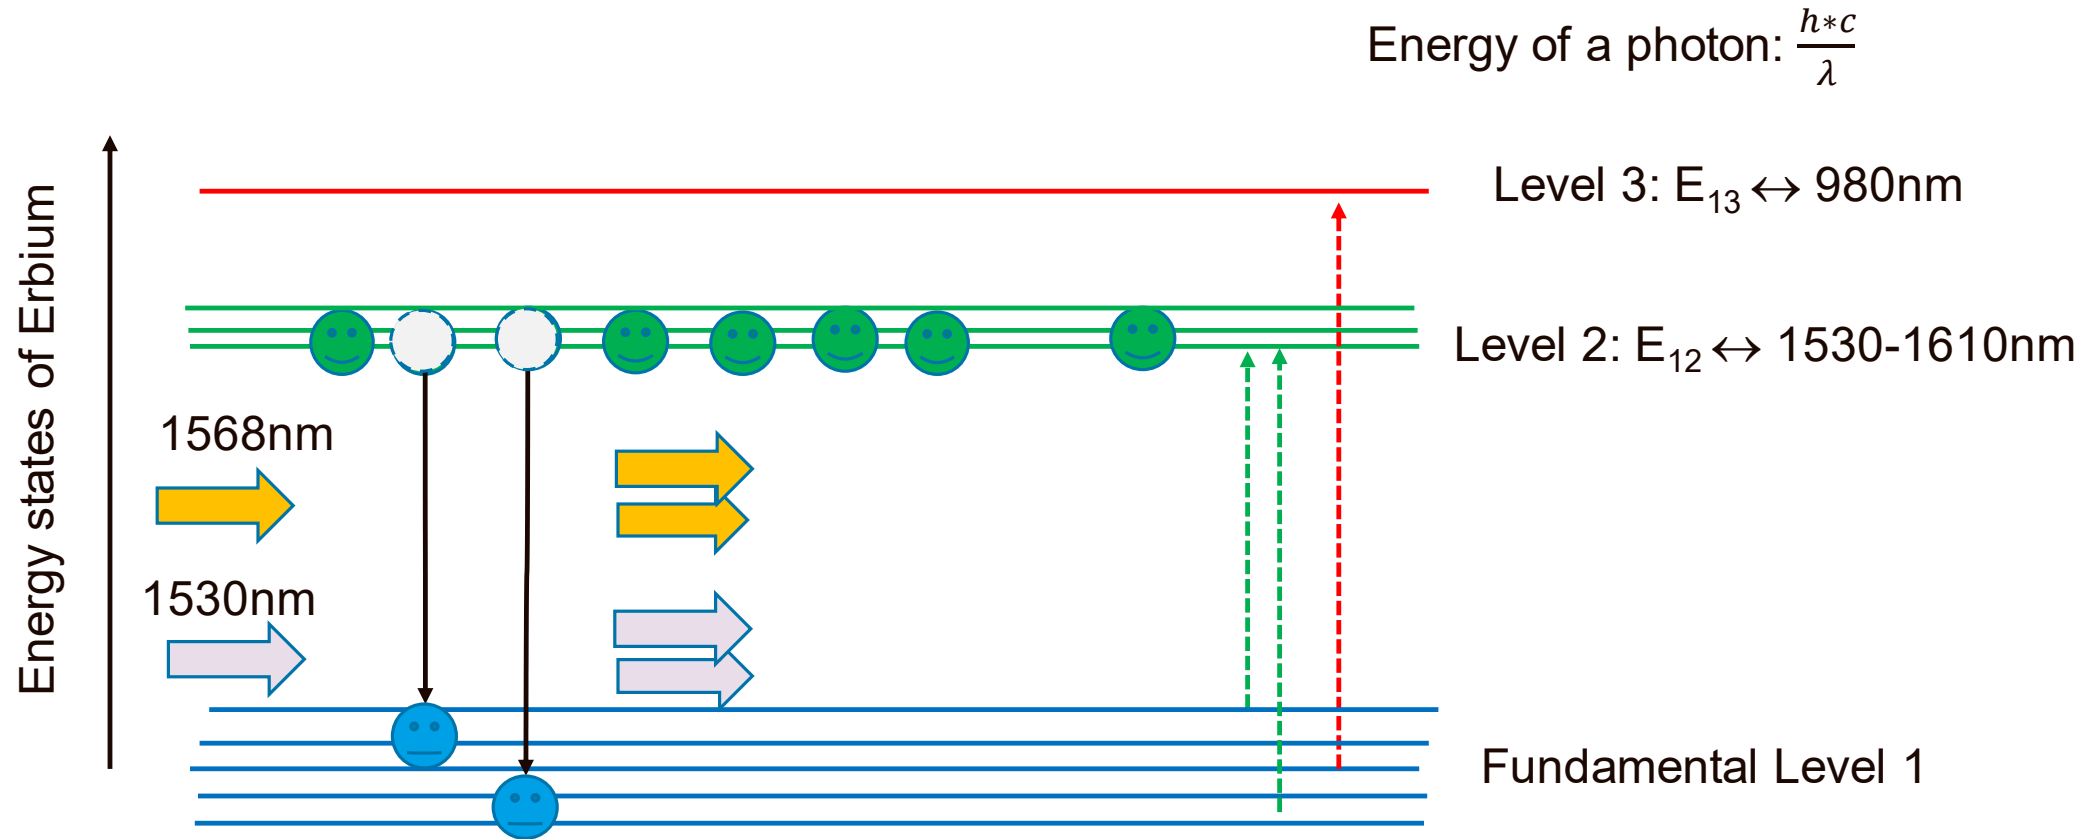 Energy of a photon: h*c/λ
Energy states of Erbium
Level 3: E13 ↔ 980nm
Level 2: E12 ↔ 1530-1610nm
1568nm
1530nm
Fundamental Level 1